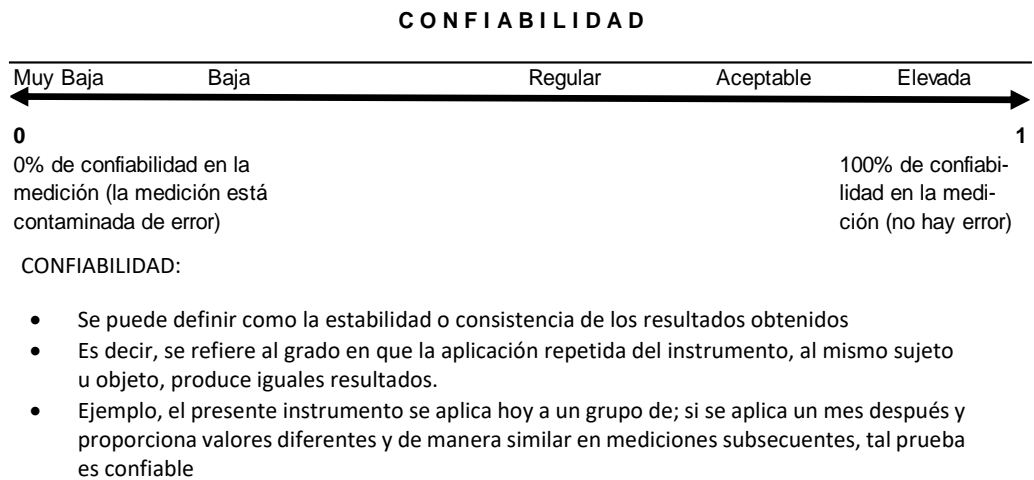 CONFIABILIDAD
Muy Baja Baja Regular Aceptable Elevada
0 1
0% de confiabilidad en la
medición (la medición está
contaminada de error)
100% de confiabi-
lidad en la medi-
ción (no hay error)
CONFIABILIDAD:
• Se puede definir como la estabilidad o consistencia de los resultados obtenidos
• Es decir, se refiere al grado en que la aplicación repetida del instrumento, al mismo sujeto
u objeto, produce iguales resultados.
• Ejemplo, el presente instrumento se aplica hoy a un grupo de; si se aplica un mes después y
proporciona valores diferentes y de manera similar en mediciones subsecuentes, tal prueba
es confiable